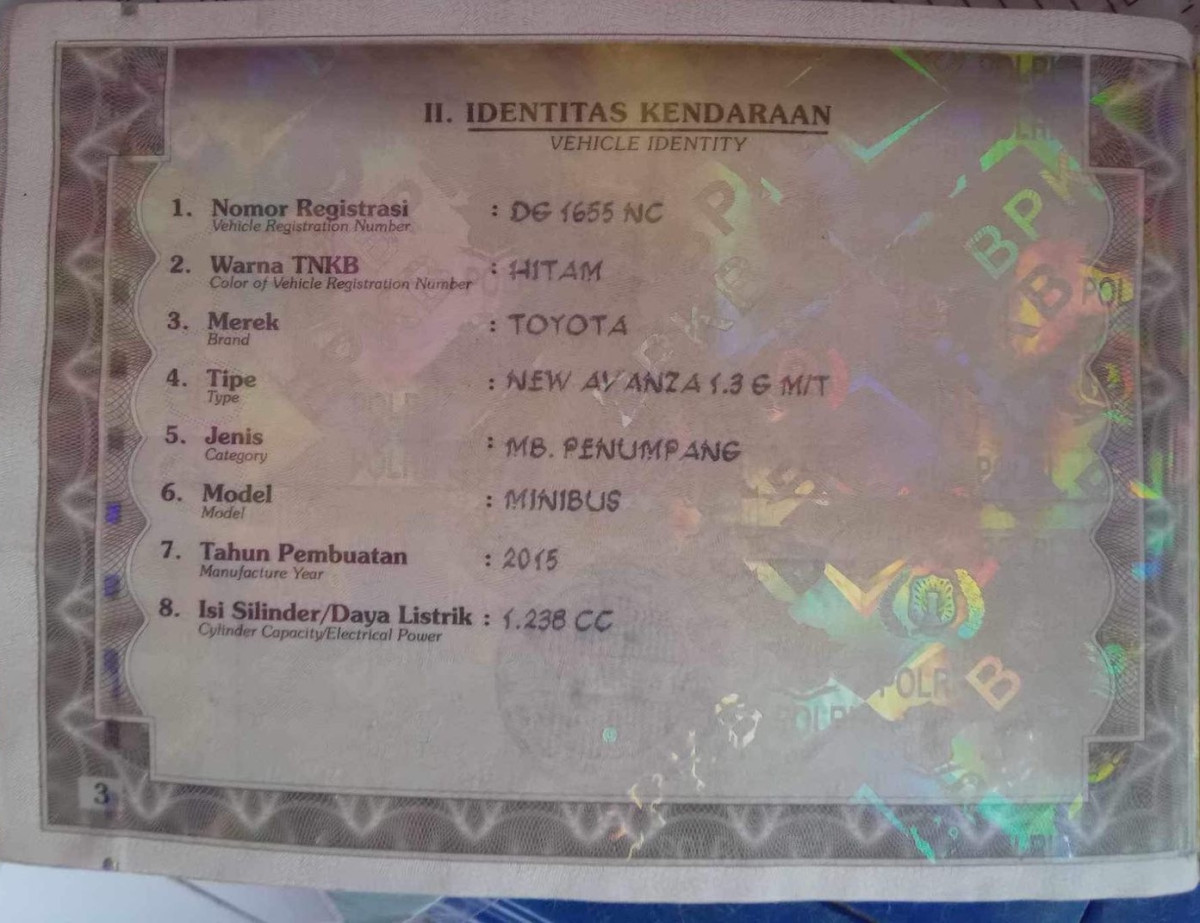 II. IDENTITAS KENDARAAN
VEHICLE IDENTITY
1. Nomor Registrasi : DG 1655 NC
Vehicle Registration Number
2. Warna TNKB : HITAM
Color of Vehicle Registration Number
3. Merek : TOYOTA
Brand
4. Tipe : NEW AVANZA 1.3 G M/T
Type
5. Jenis : MB. PENUMPANG
Category
6. Model : MINIBUS
Model
7. Tahun Pembuatan : 2015
Manufacture Year
8. Isi Silinder/Daya Listrik : 1.238 CC
Cylinder Capacity/Electrical Power
3